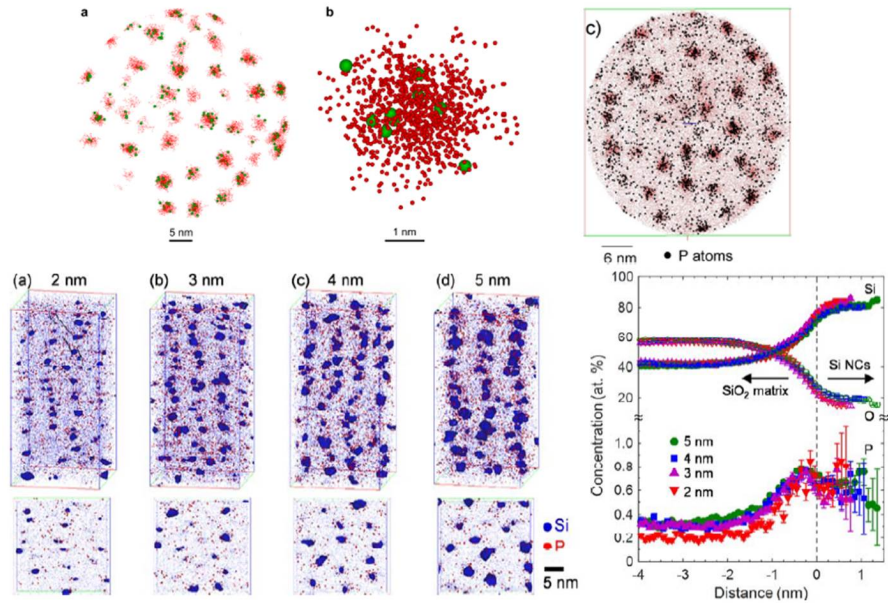 a
b
c)
5 nm
1 nm
6 nm
P atoms
(a) 2 nm
(b) 3 nm
(c) 4 nm
(d) 5 nm
Si
P
5 nm
Concentration (at. %)
100
80
60
40
20
≈
≈
1.0
0.8
0.6
0.4
0.2
0
Si
Si NCs
SiO2 matrix
O
P
5 nm
4 nm
3 nm
2 nm
-4
-3
-2
-1
0
1
Distance (nm)